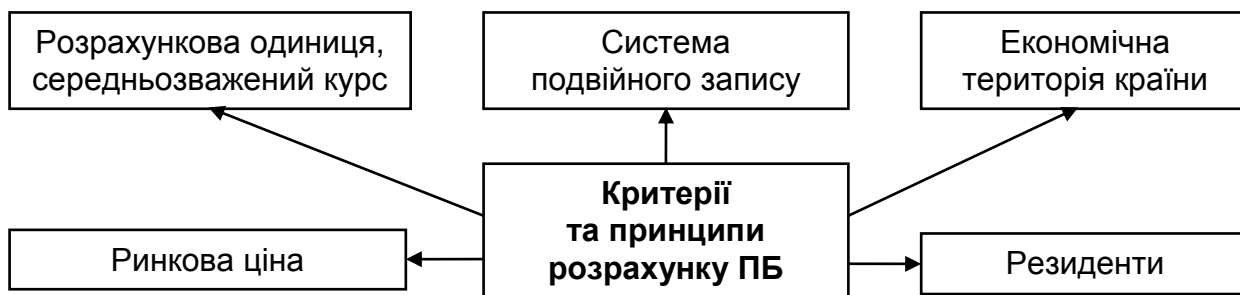 Розрахункова одиниця,
середньозважений курс
Система
подвійного запису
Економічна
територія країни
Критерії
та принципи
розрахунку ПБ
Ринкова ціна
Резиденти